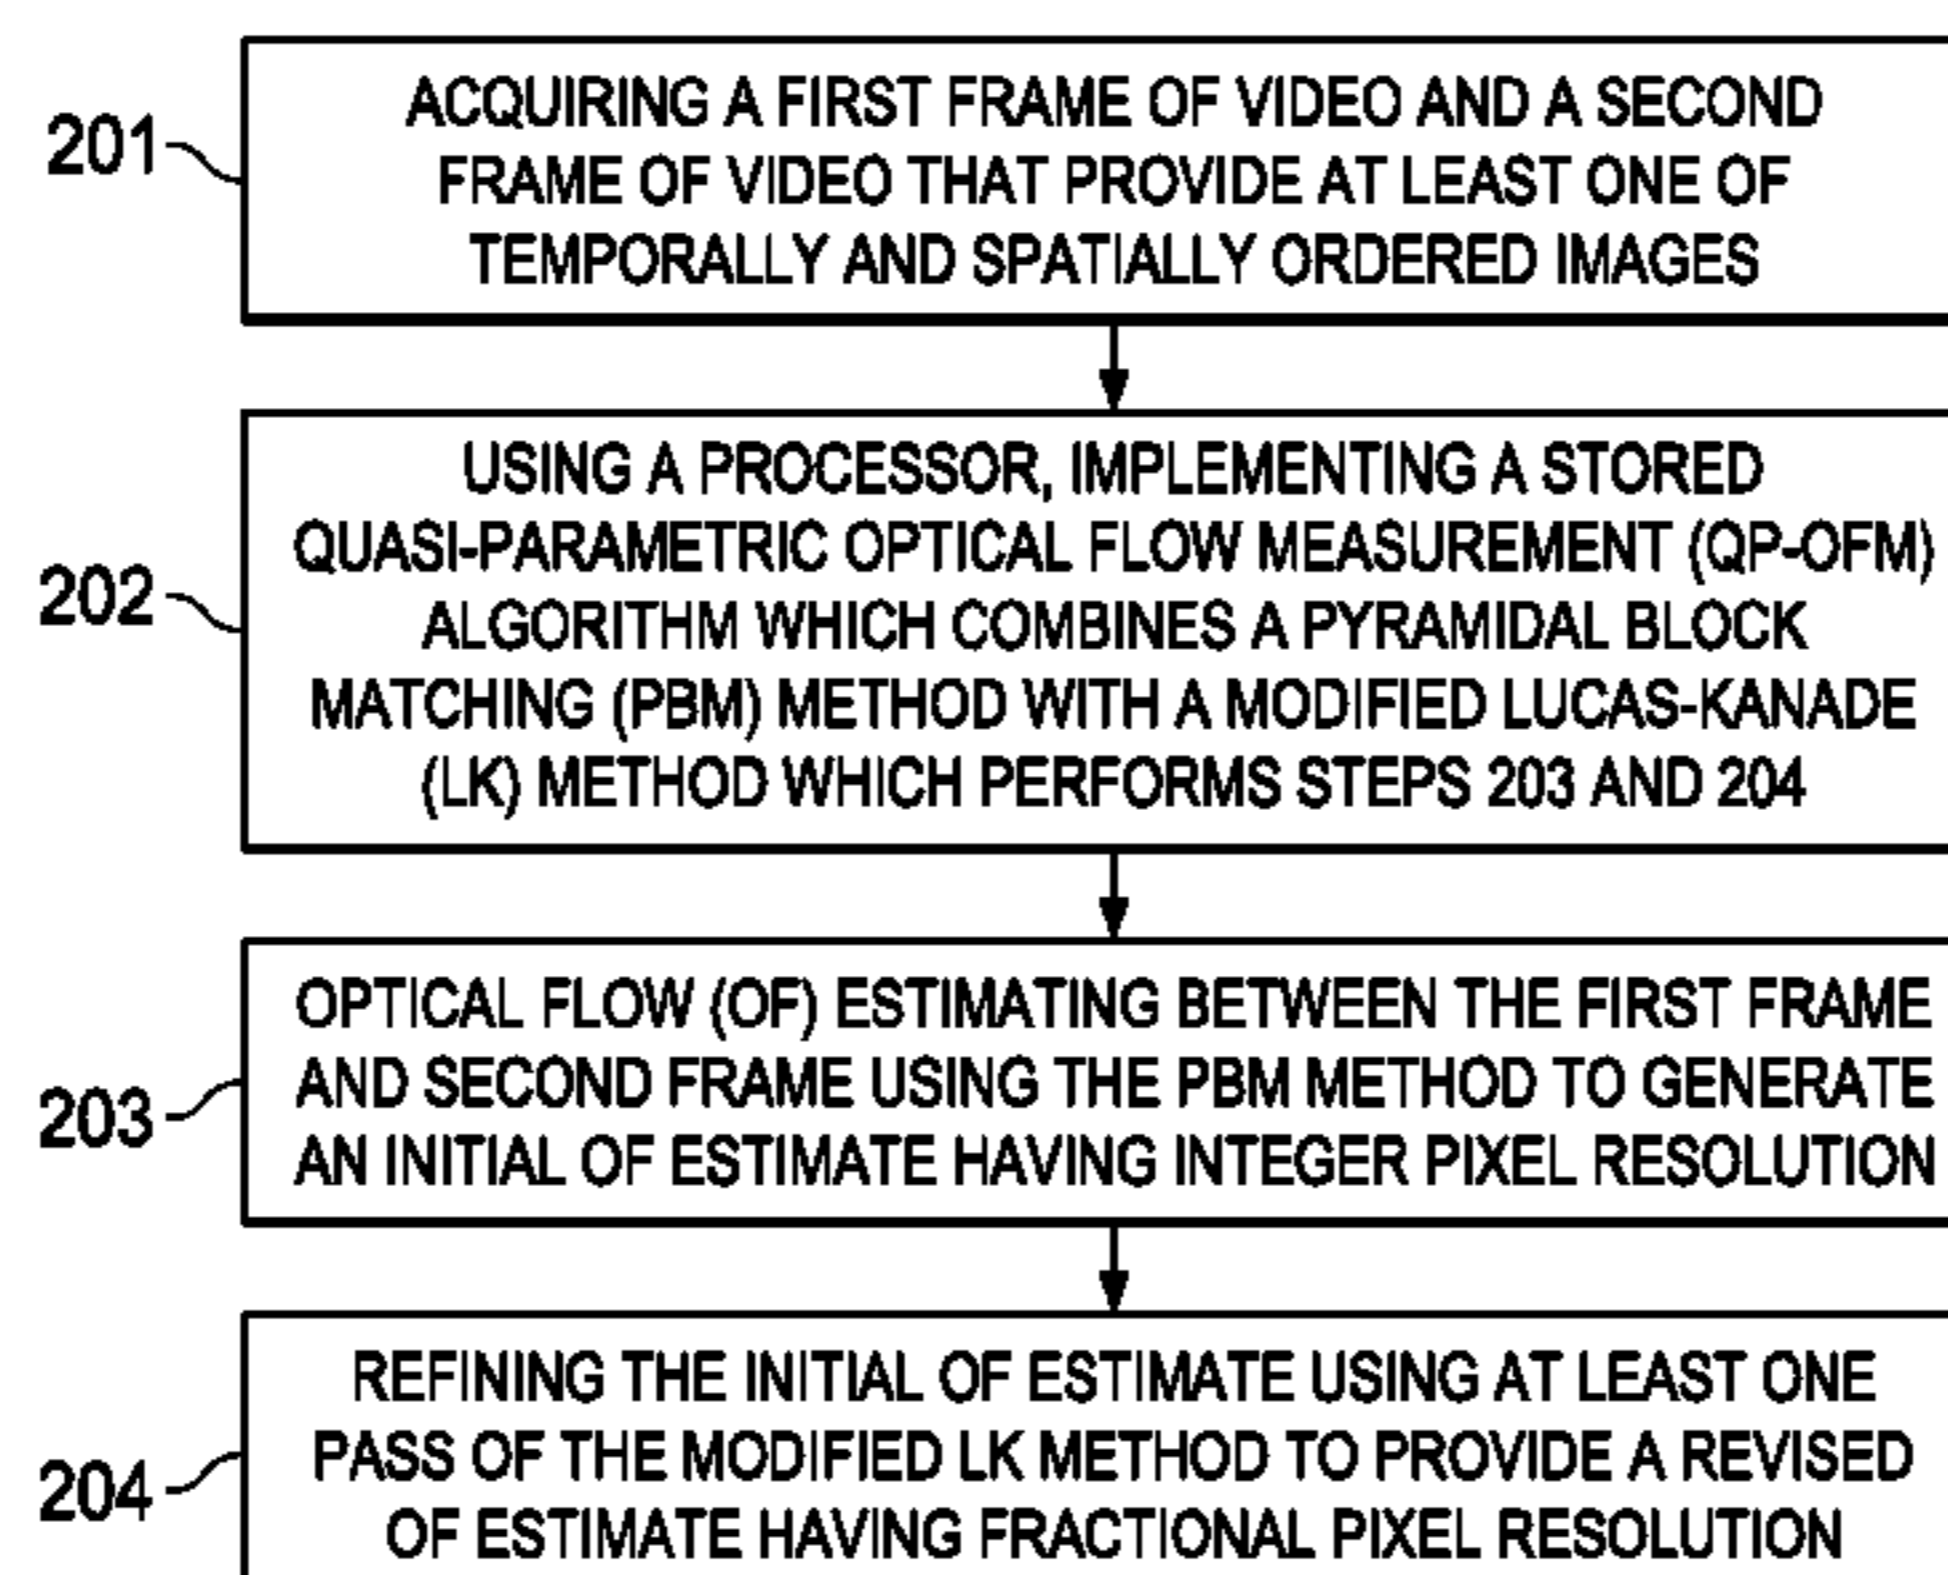 201
ACQUIRING A FIRST FRAME OF VIDEO AND A SECOND
FRAME OF VIDEO THAT PROVIDE AT LEAST ONE OF
TEMPORALLY AND SPATIALLY ORDERED IMAGES
202
USING A PROCESSOR, IMPLEMENTING A STORED
QUASI-PARAMETRIC OPTICAL FLOW MEASUREMENT (QP-OFM)
ALGORITHM WHICH COMBINES A PYRAMIDAL BLOCK
MATCHING (PBM) METHOD WITH A MODIFIED LUCAS-KANADE
(LK) METHOD WHICH PERFORMS STEPS 203 AND 204
203
OPTICAL FLOW (OF) ESTIMATING BETWEEN THE FIRST FRAME
AND SECOND FRAME USING THE PBM METHOD TO GENERATE
AN INITIAL OF ESTIMATE HAVING INTEGER PIXEL RESOLUTION
204
REFINING THE INITIAL OF ESTIMATE USING AT LEAST ONE
PASS OF THE MODIFIED LK METHOD TO PROVIDE A REVISED
OF ESTIMATE HAVING FRACTIONAL PIXEL RESOLUTION